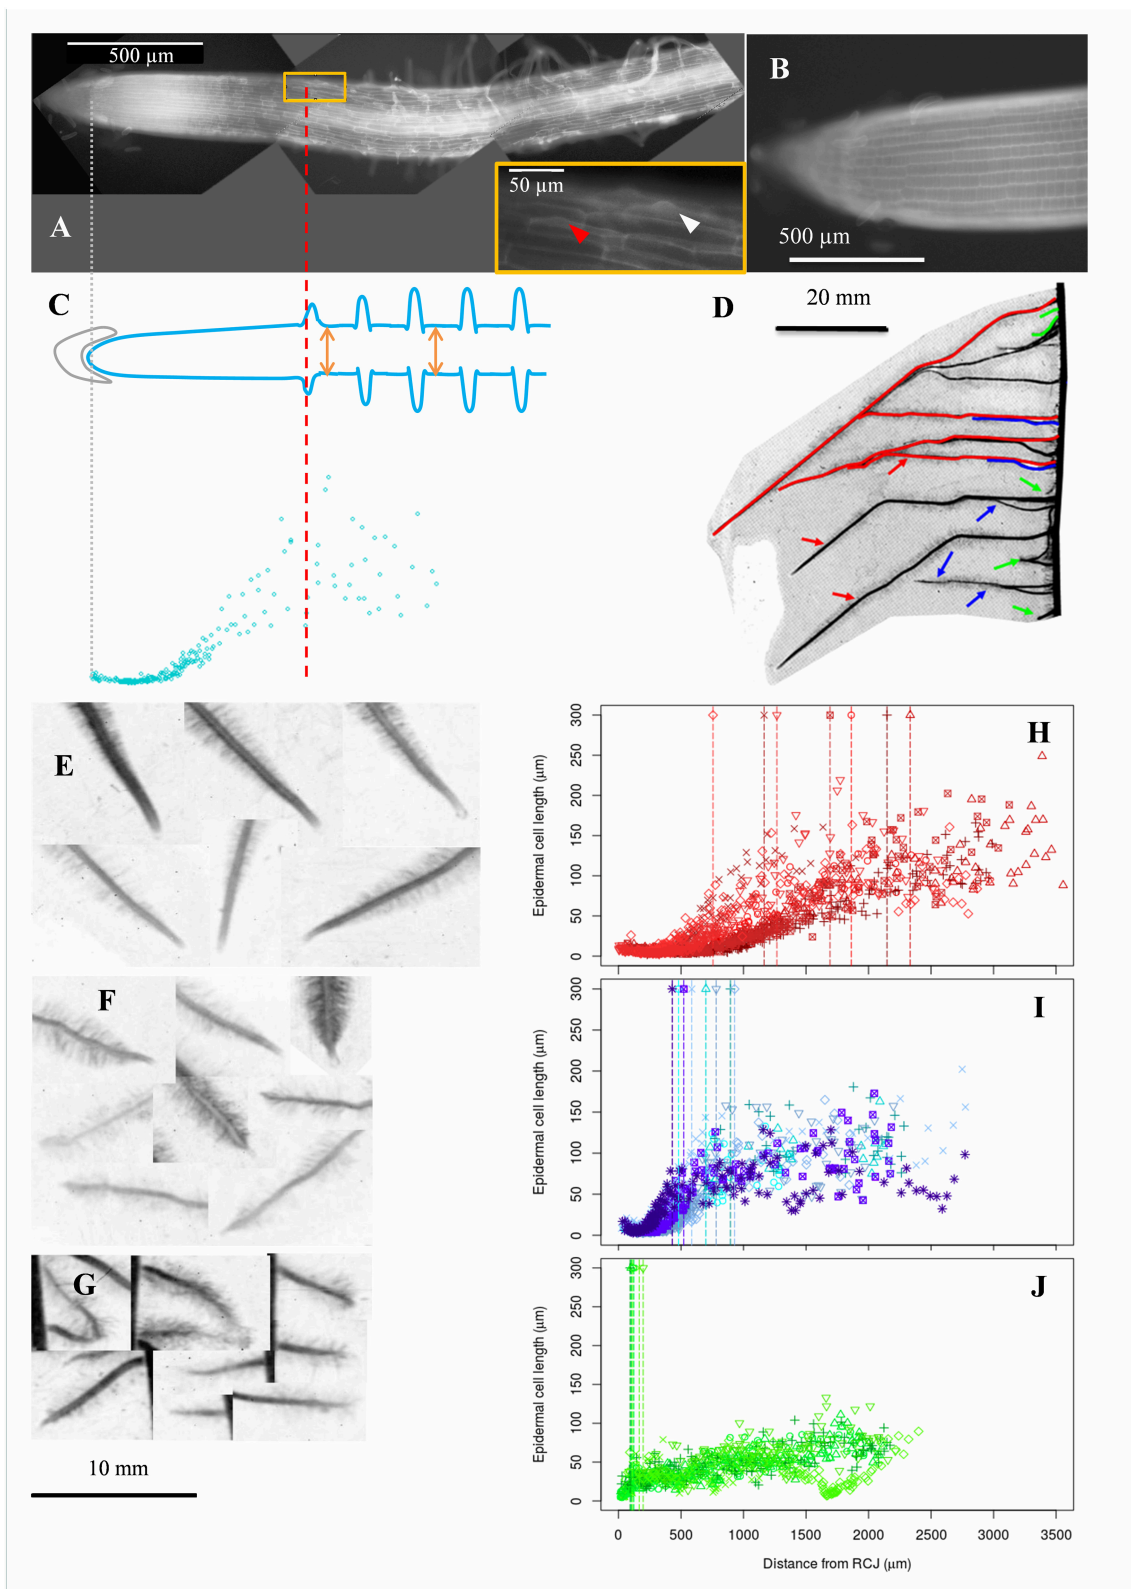 500 µm
A
50 µm
B
500 µm
C
D
20 mm
E
F
G
10 mm
H
Epidermal cell length (µm)
300
250
200
150
100
50
0
I
Epidermal cell length (µm)
300
250
200
150
100
50
0
J
Epidermal cell length (µm)
300
250
200
150
100
50
0
0 500 1000 1500 2000 2500 3000 3500
Distance from RCJ (µm)